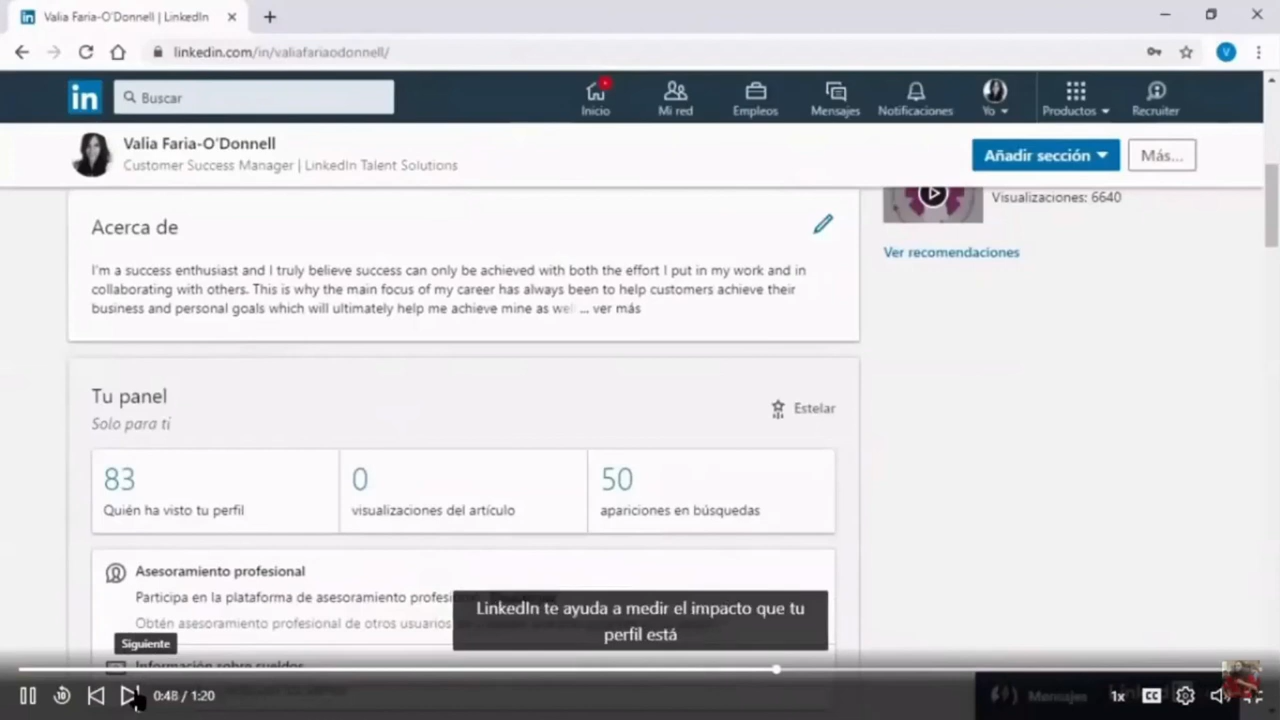 Valia Faria-O'Donnell | LinkedIn
linkedin.com/in/valiafariaodonnell/
V
in
Buscar
Inicio
Mi red
Empleos
Mensajes
Notificaciones
Yo
Productos
Recruiter
Valia Faria-O'Donnell
Customer Success Manager | LinkedIn Talent Solutions
Añadir sección
Más...
Visualizaciones: 6640
Ver recomendaciones
Acerca de
I'm a success enthusiast and I truly believe success can only be achieved with both the effort I put in my work and in
collaborating with others. This is why the main focus of my career has always been to help customers achieve their
business and personal goals which will ultimately help me achieve mine as well ... ver más
Tu panel
Solo para ti
Estelar
83
Quién ha visto tu perfil
0
visualizaciones del artículo
50
apariciones en búsquedas
Asesoramiento profesional
Participa en la plataforma de asesoramiento profesi
Obtén asesoramiento profesional de otros usuarios
LinkedIn te ayuda a medir el impacto que tu
perfil está
Siguiente
Información sobre sueldos
10
0:48 / 1:20
Mensajes
1x
CC